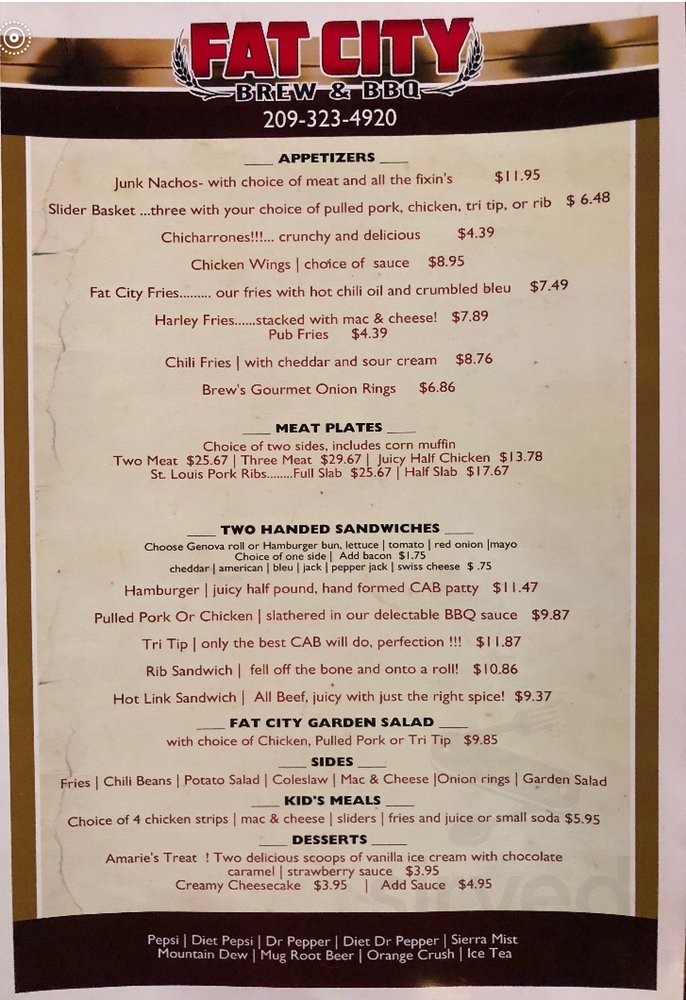 FAT CITY
BREW & BBQ
209-323-4920
____ APPETIZERS ____
Junk Nachos- with choice of meat and all the fixin's $11.95
Slider Basket ...three with your choice of pulled pork, chicken, tri tip, or rib $ 6.48
Chicharrones!!!... crunchy and delicious $4.39
Chicken Wings | choice of sauce $8.95
Fat City Fries......... our fries with hot chili oil and crumbled bleu $7.49
Harley Fries......stacked with mac & cheese! $7.89
Pub Fries $4.39
Chili Fries | with cheddar and sour cream $8.76
Brew's Gourmet Onion Rings $6.86
____ MEAT PLATES ____
Choice of two sides, includes corn muffin
Two Meat $25.67 | Three Meat $29.67 | Juicy Half Chicken $13.78
St. Louis Pork Ribs........Full Slab $25.67 | Half Slab $17.67
____ TWO HANDED SANDWICHES ____
Choose Genova roll or Hamburger bun, lettuce | tomato | red onion |mayo
Choice of one side | Add bacon $1.75
cheddar | american | bleu | jack | pepper jack | swiss cheese $ .75
Hamburger | juicy half pound, hand formed CAB patty $11.47
Pulled Pork Or Chicken | slathered in our delectable BBQ sauce $9.87
Tri Tip | only the best CAB will do, perfection !!! $11.87
Rib Sandwich | fell off the bone and onto a roll! $10.86
Hot Link Sandwich | All Beef, juicy with just the right spice! $9.37
____ FAT CITY GARDEN SALAD ____
with choice of Chicken, Pulled Pork or Tri Tip $9.85
____ SIDES ____
Fries | Chili Beans | Potato Salad | Coleslaw | Mac & Cheese |Onion rings | Garden Salad
____ KID'S MEALS ____
Choice of 4 chicken strips | mac & cheese | sliders | fries and juice or small soda $5.95
____ DESSERTS ____
Amarie's Treat ! Two delicious scoops of vanilla ice cream with chocolate
caramel | strawberry sauce $3.95
Creamy Cheesecake $3.95 | Add Sauce $4.95
sirved
Pepsi | Diet Pepsi | Dr Pepper | Diet Dr Pepper | Sierra Mist
Mountain Dew | Mug Root Beer | Orange Crush | Ice Tea